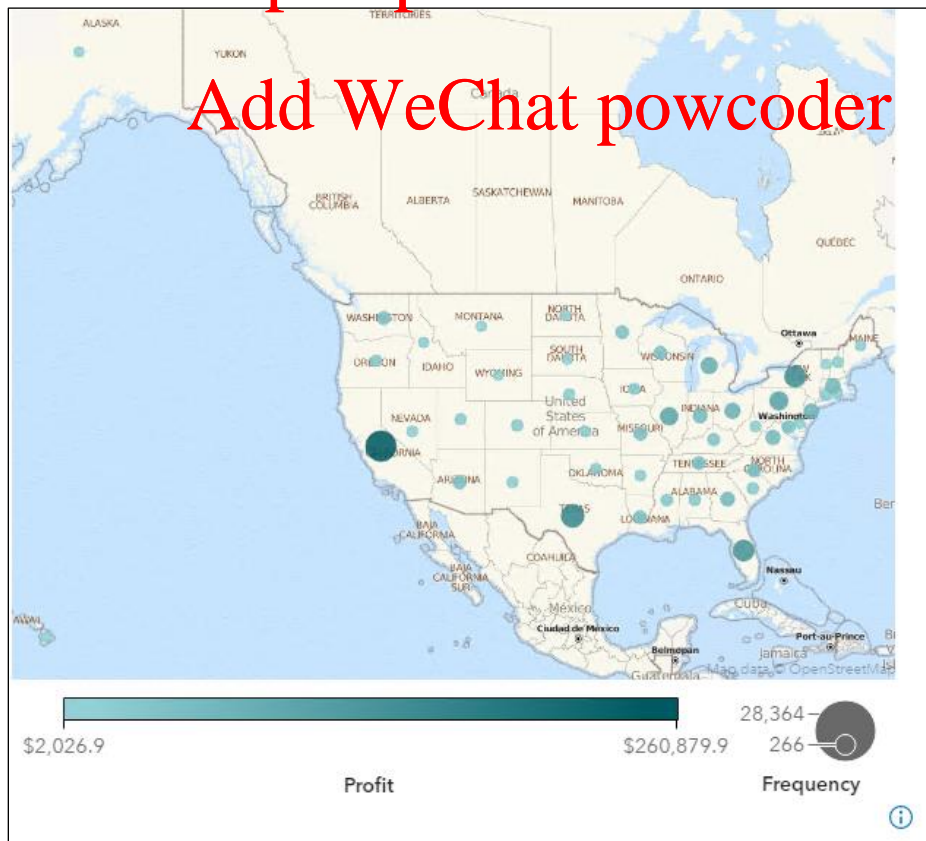 ALASKA
TERRITORIES
YUKON
Add WeChat powcoder
Canada
BRITISH
COLUMBIA
ALBERTA
SASKATCHEWAN
MANITOBA
QUÉBEC
ONTARIO
Ottawa
MAINE
WASHINGTON
MONTANA
NORTH
DAKOTA
OREGON
IDAHO
WYOMING
SOUTH
DAKOTA
WISCONSIN
IOWA
NEVADA
United
States
of America
MISSOURI
INDIANA
Washington
ARIZONA
OKLAHOMA
TENNESSEE
NORTH
CAROLINA
ALABAMA
TEXAS
LOUISIANA
BAJA
CALIFORNIA
BAJA
CALIFORNIA
SUR
COAHUILA
Nassau
México
Ciudad de México
Cuba
Port-au-Prince
Belmopan
Jamaica
Guatemala
Map data © OpenStreetMap
$2,026.9
$260,879.9
Profit
28,364
266
Frequency